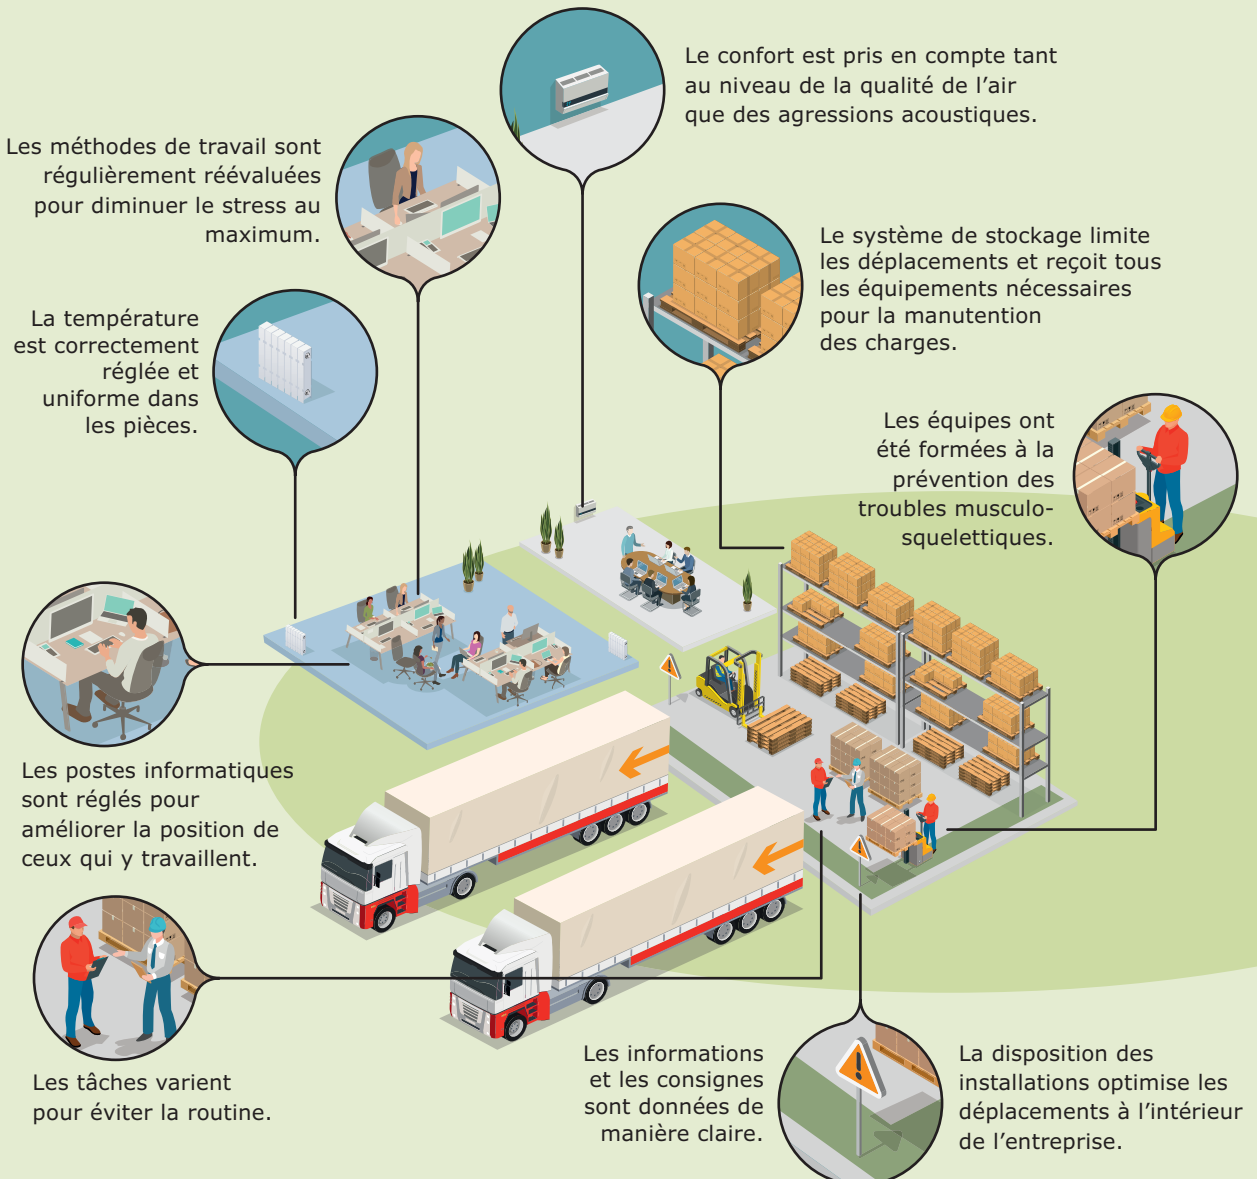 Le confort est pris en compte tant
au niveau de la qualité de l’air
que des agressions acoustiques.
Les méthodes de travail sont
régulièrement réévaluées
pour diminuer le stress au
maximum.
Le système de stockage limite
les déplacements et reçoit tous
les équipements nécessaires
pour la manutention
des charges.
La température
est correctement
réglée et
uniforme dans
les pièces.
Les équipes ont
été formées à la
prévention des
troubles musculo-
squelettiques.
Les postes informatiques
sont réglés pour
améliorer la position de
ceux qui y travaillent.
Les tâches varient
pour éviter la routine.
Les informations
et les consignes
sont données de
manière claire.
La disposition des
installations optimise les
déplacements à l’intérieur
de l’entreprise.